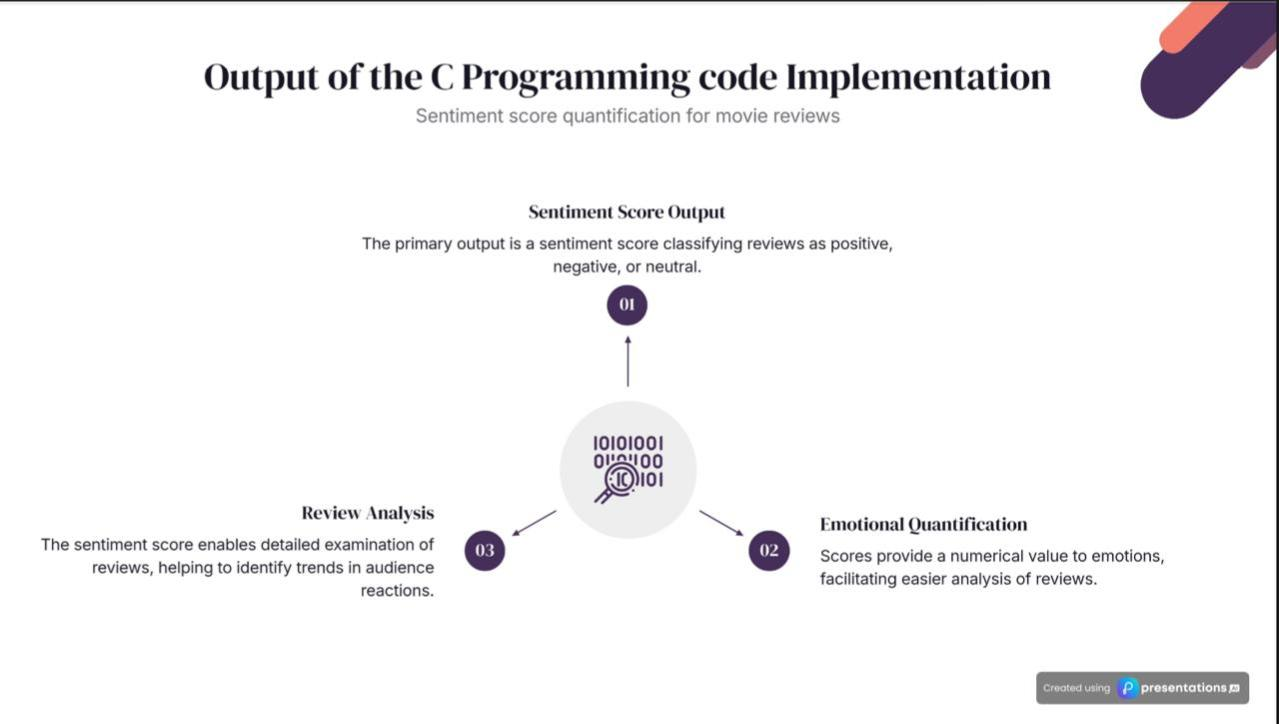 Output of the C Programming code Implementation
Sentiment score quantification for movie reviews
Sentiment Score Output
The primary output is a sentiment score classifying reviews as positive,
negative, or neutral.
01
10101001
Review Analysis
The sentiment score enables detailed examination of
reviews, helping to identify trends in audience
reactions.
03
02
Emotional Quantification
Scores provide a numerical value to emotions,
facilitating easier analysis of reviews.
Created using presentations.AI